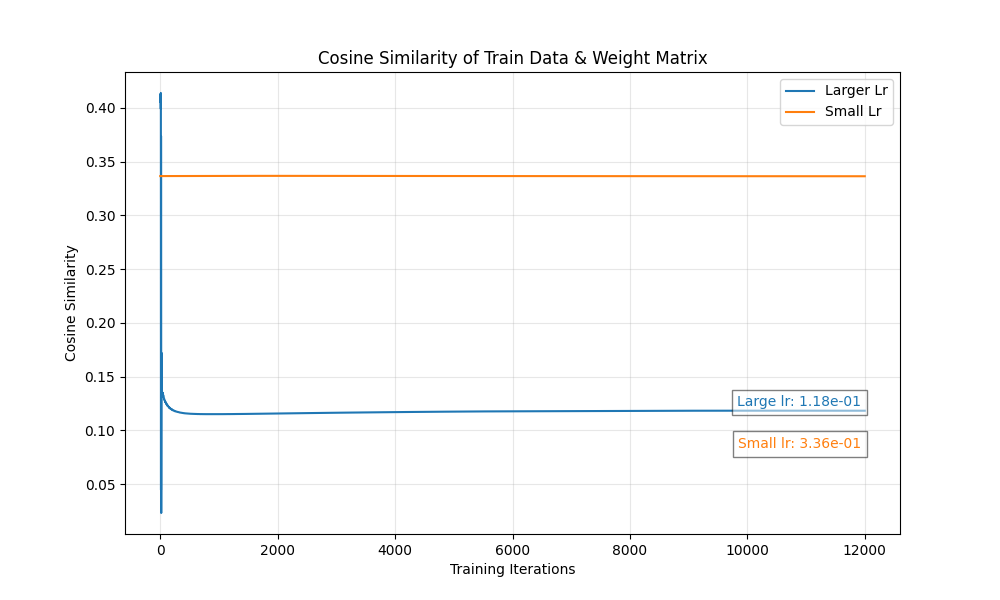 Cosine Similarity of Train Data & Weight Matrix
Larger Lr
Small Lr
Cosine Similarity
0.40
0.35
0.30
0.25
0.20
0.15
0.10
0.05
Large lr: 1.18e-01
Small lr: 3.36e-01
0 2000 4000 6000 8000 10000 12000
Training Iterations